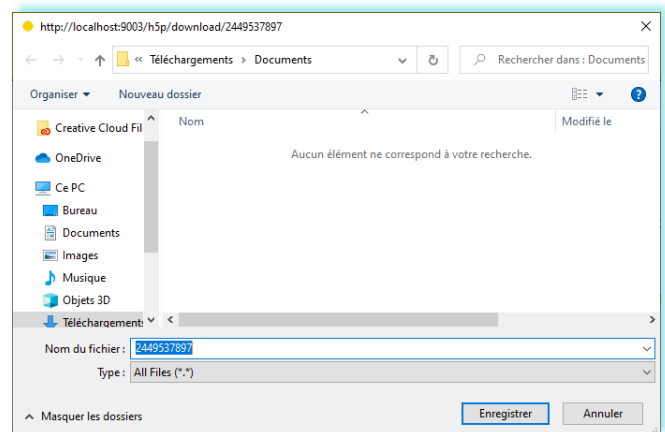 http://localhost:9003/h5p/download/2449537897
« Téléchargements > Documents
Rechercher dans : Documents
Organiser
Nouveau dossier
Creative Cloud Fil
OneDrive
Ce PC
Bureau
Documents
Images
Musique
Objets 3D
Téléchargements
Nom
Modifié le
Aucun élément ne correspond à votre recherche.
Nom du fichier :
2449537897
Type :
All Files (*.*)
Masquer les dossiers
Enregistrer
Annuler